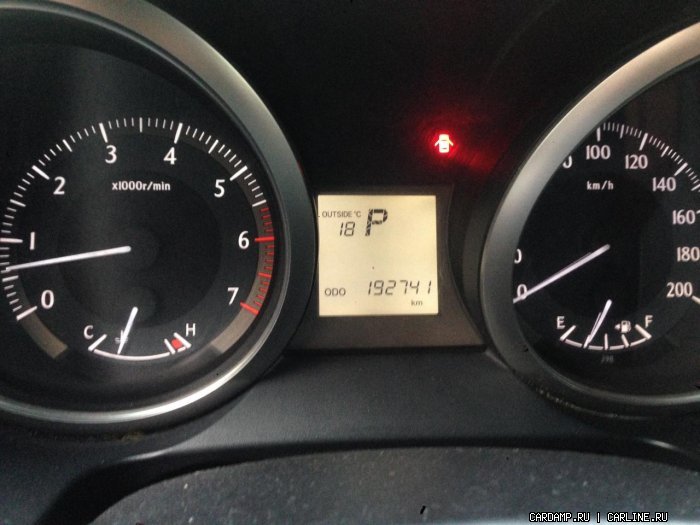 0 1 2 3 4 5 6 7
x1000r/min
C H
OUTSIDE °C
18 P
ODO 192741
km
100 120 140 160 180 200
km/h
E F
CARDAMP.RU | CARLINE.RU